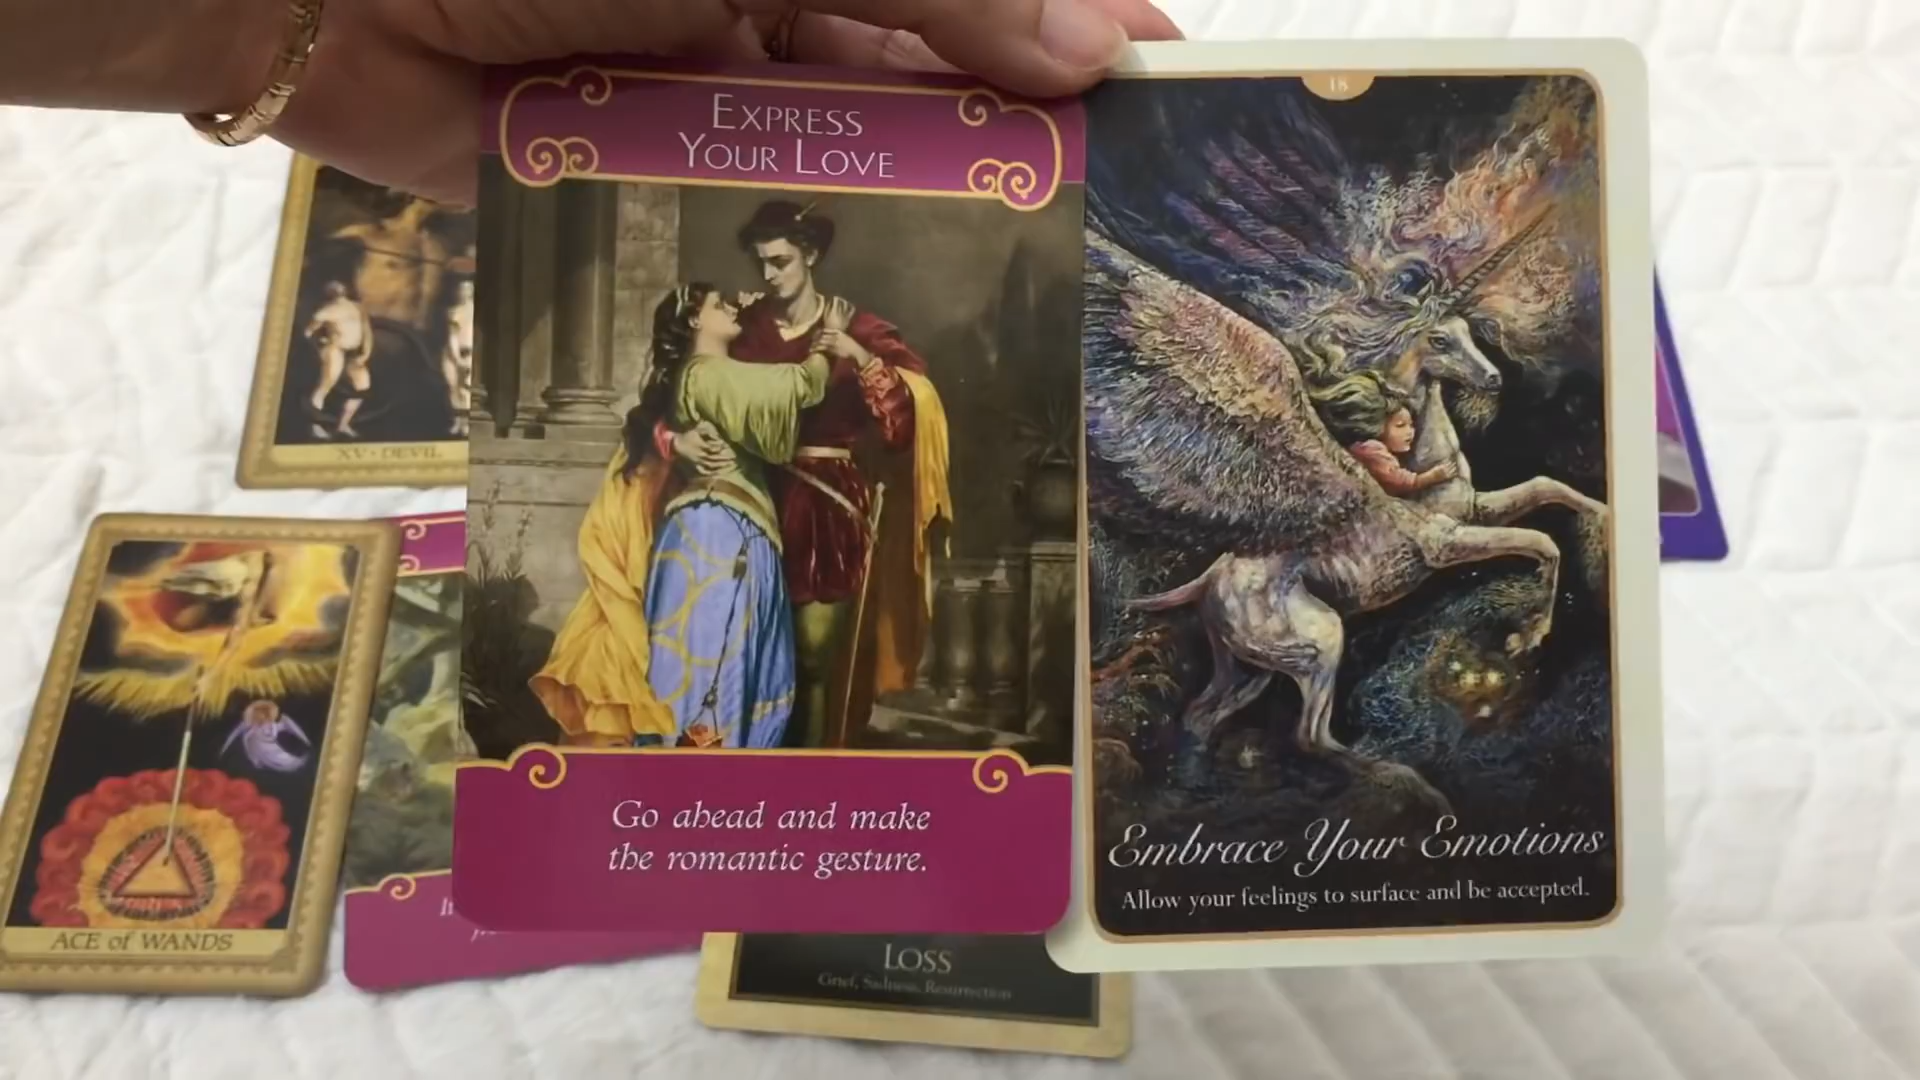 EXPRESS
YOUR LOVE
Go ahead and make
the romantic gesture.
18
Embrace Your Emotions
Allow your feelings to surface and be accepted.
XV • DEVIL
ACE of WANDS
LOSS
Grief, Sadness, Resurrection